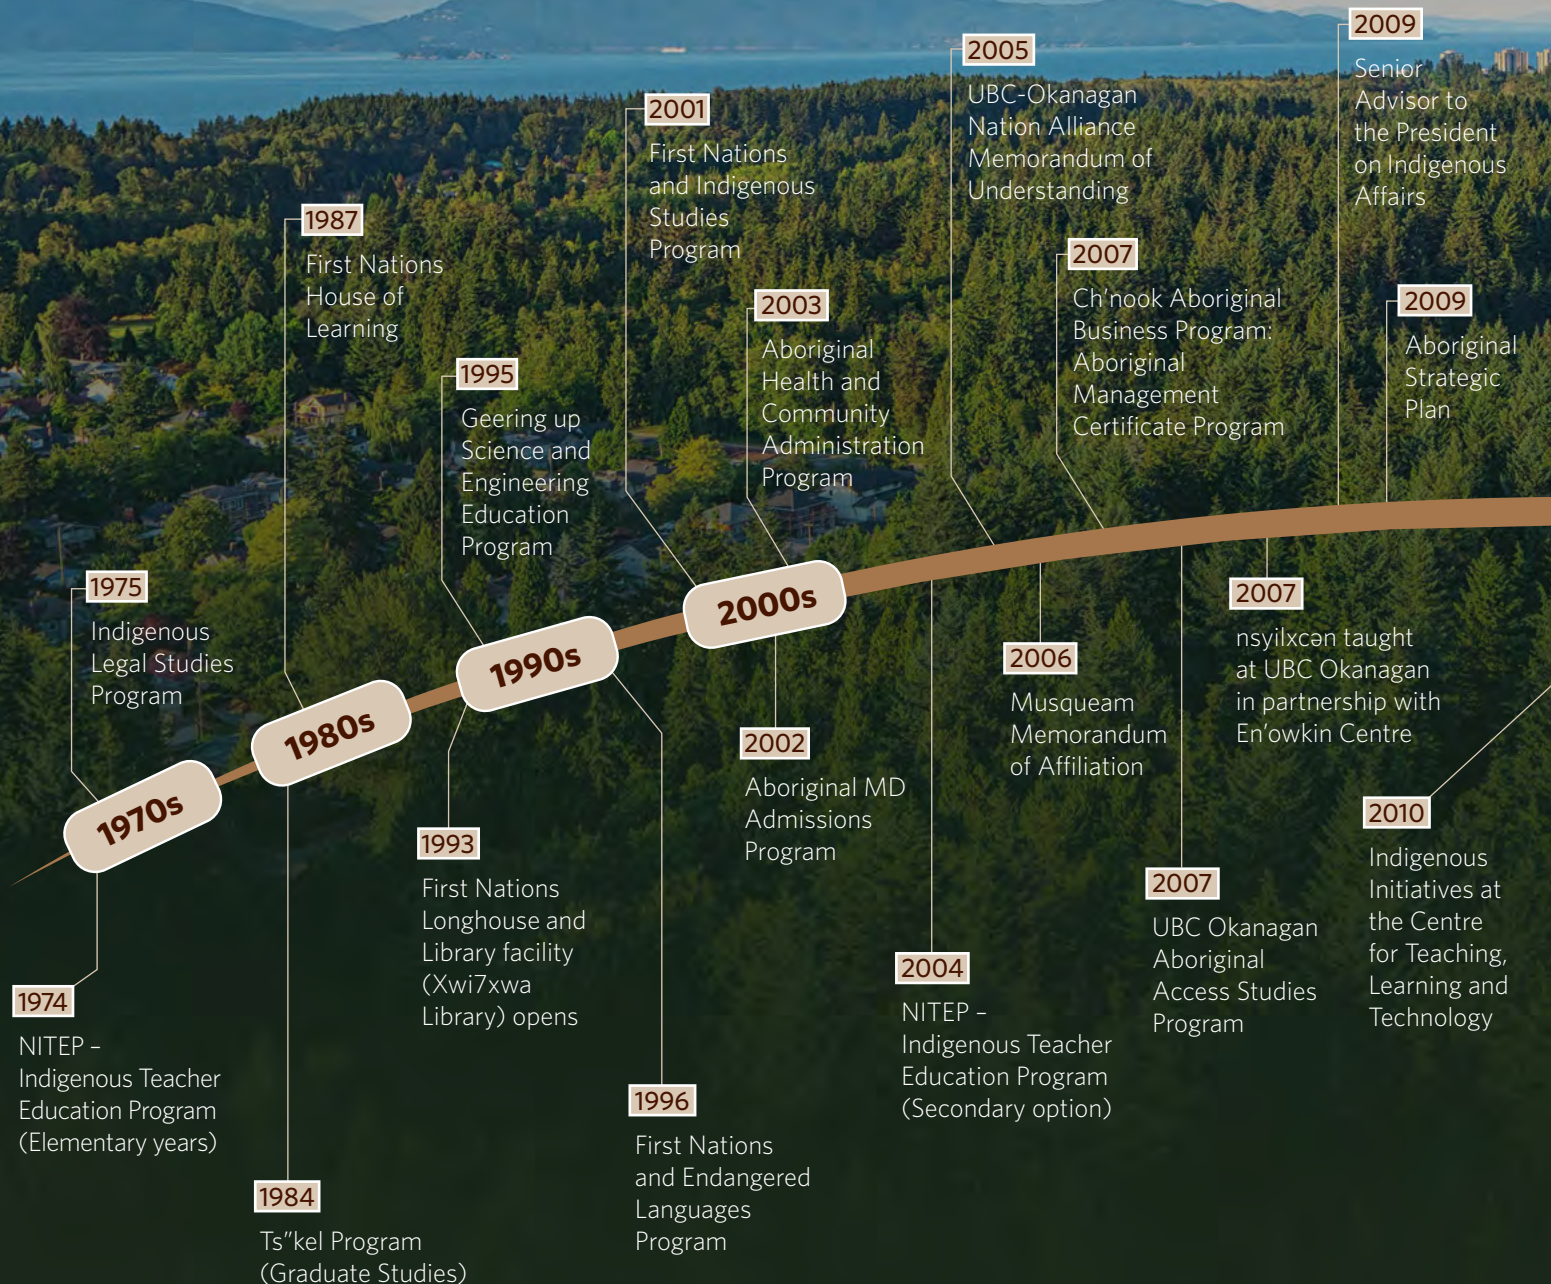 1970s
1974
NITEP –
Indigenous Teacher
Education Program
(Elementary years)
1975
Indigenous
Legal Studies
Program
1980s
1984
Ts”kel Program
(Graduate Studies)
1987
First Nations
House of
Learning
1990s
1993
First Nations
Longhouse and
Library facility
(Xwi7xwa
Library) opens
1995
Geering up
Science and
Engineering
Education
Program
1996
First Nations
and Endangered
Languages
Program
2000s
2001
First Nations
and Indigenous
Studies
Program
2002
Aboriginal MD
Admissions
Program
2003
Aboriginal
Health and
Community
Administration
Program
2004
NITEP –
Indigenous Teacher
Education Program
(Secondary option)
2005
UBC-Okanagan
Nation Alliance
Memorandum of
Understanding
2006
Musqueam
Memorandum
of Affiliation
2007
Ch’nook Aboriginal
Business Program:
Aboriginal
Management
Certificate Program
2007
UBC Okanagan
Aboriginal
Access Studies
Program
2007
nsyilxcən taught
at UBC Okanagan
in partnership with
En’owkin Centre
2009
Senior
Advisor to
the President
on Indigenous
Affairs
2009
Aboriginal
Strategic
Plan
2010
Indigenous
Initiatives at
the Centre
for Teaching,
Learning and
Technology